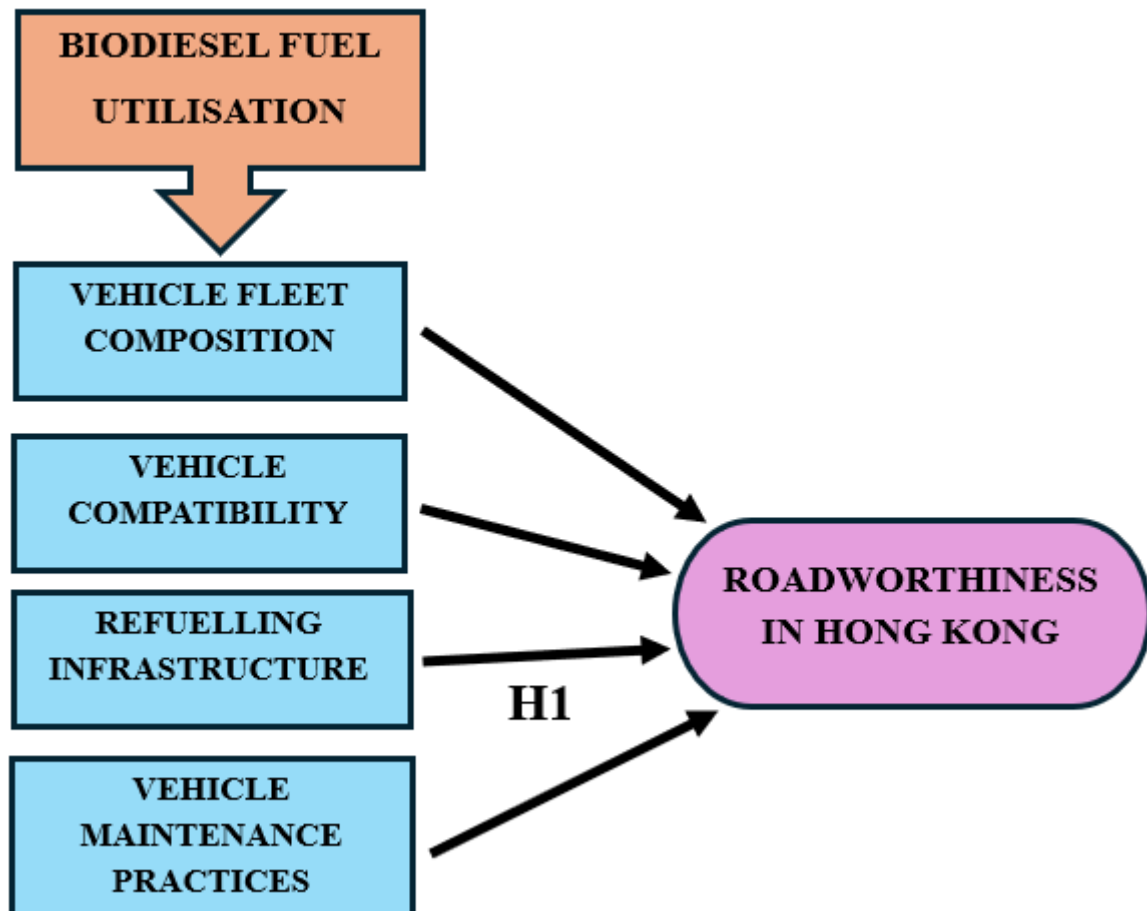 BIODIESEL FUEL
UTILISATION
VEHICLE FLEET
COMPOSITION
VEHICLE
COMPATIBILITY
REFUELLING
INFRASTRUCTURE
VEHICLE
MAINTENANCE
PRACTICES
H1
ROADWORTHINESS
IN HONG KONG